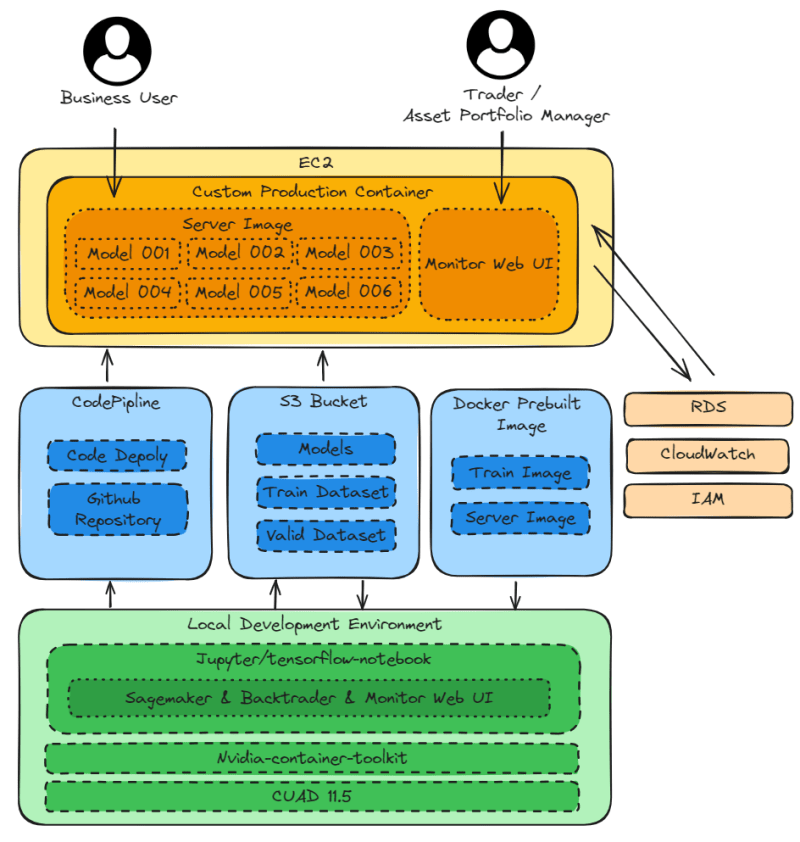 Business User
Trader /
Asset Portfolio Manager
EC2
Custom Production Container
Server Image
Model 001
Model 002
Model 003
Model 004
Model 005
Model 006
Monitor Web UI
CodePipline
Code Depoly
Github
Repository
S3 Bucket
Models
Train Dataset
Valid Dataset
Docker Prebuilt
Image
Train Image
Server Image
RDS
CloudWatch
IAM
Local Development Environment
Jupyter/tensorflow-notebook
Sagemaker & Backtrader & Monitor Web UI
Nvidia-container-toolkit
CUAD 11.5